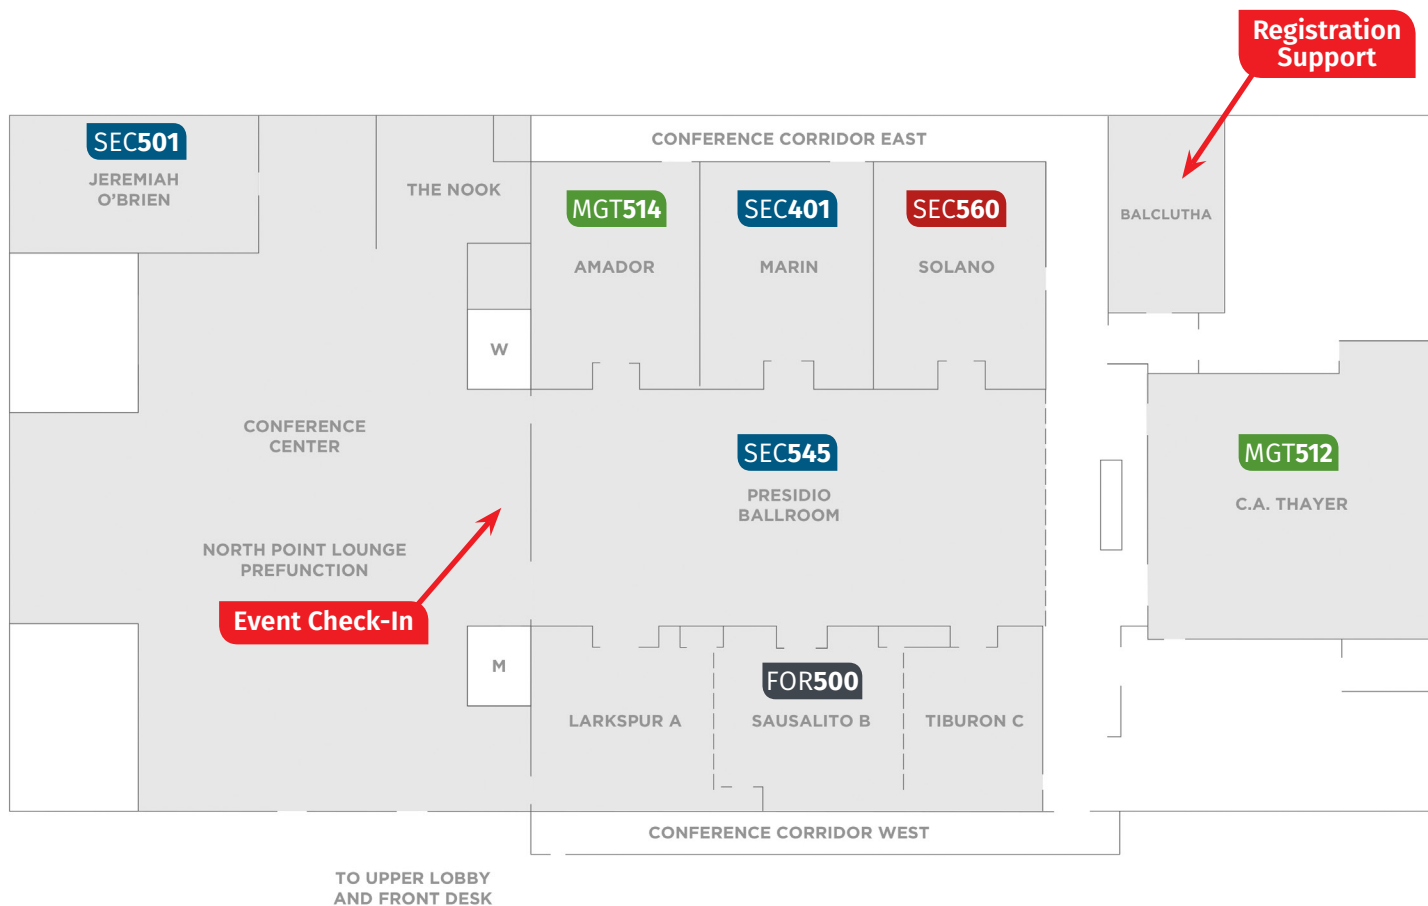 Registration
Support
CONFERENCE CORRIDOR EAST
SEC501
JEREMIAH
O'BRIEN
THE NOOK
MGT514
AMADOR
SEC401
MARIN
SEC560
SOLANO
BALCLUTHA
W
CONFERENCE
CENTER
SEC545
PRESIDIO
BALLROOM
MGT512
C.A. THAYER
NORTH POINT LOUNGE
PREFUNCTION
Event Check-In
M
LARKSPUR A
FOR500
SAUSALITO B
TIBURON C
CONFERENCE CORRIDOR WEST
TO UPPER LOBBY
AND FRONT DESK